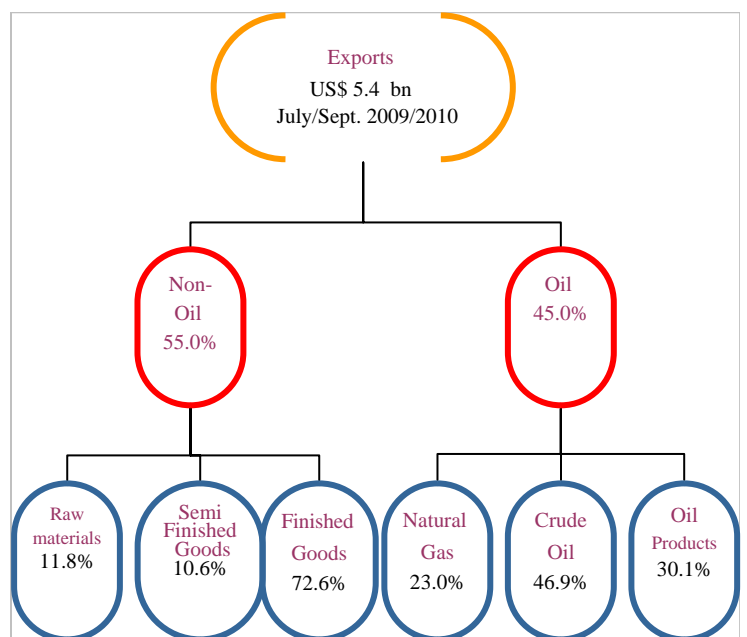 Exports
US$ 5.4 bn
July/Sept. 2009/2010
Non-
Oil
55.0%
Oil
45.0%
Raw
materials
11.8%
Semi
Finished
Goods
10.6%
Finished
Goods
72.6%
Natural
Gas
23.0%
Crude
Oil
46.9%
Oil
Products
30.1%